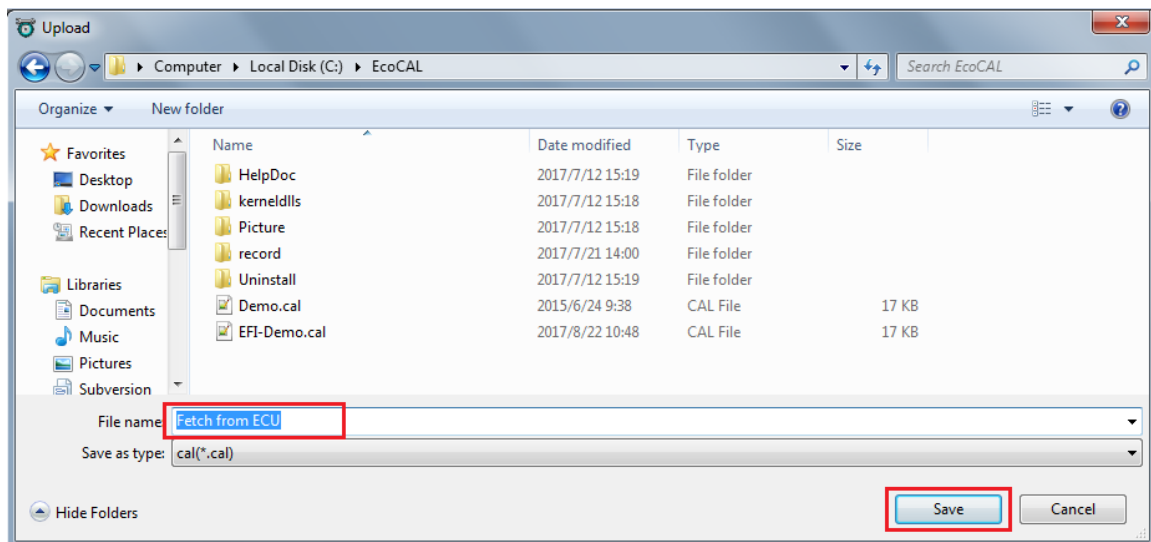 Upload
Computer Local Disk (C:) EcoCAL Search EcoCAL
Organize New folder
Favorites
Desktop
Downloads
Recent Places
Libraries
Documents
Music
Pictures
Subversion
Name Date modified Type Size
HelpDoc 2017/7/12 15:19 File folder
kerneldlls 2017/7/12 15:18 File folder
Picture 2017/7/12 15:18 File folder
record 2017/7/21 14:00 File folder
Uninstall 2017/7/12 15:19 File folder
Demo.cal 2015/6/24 9:38 CAL File 17 KB
EFI-Demo.cal 2017/8/22 10:48 CAL File 17 KB
File name: Fetch from ECU
Save as type: cal(*.cal)
Hide Folders Save Cancel